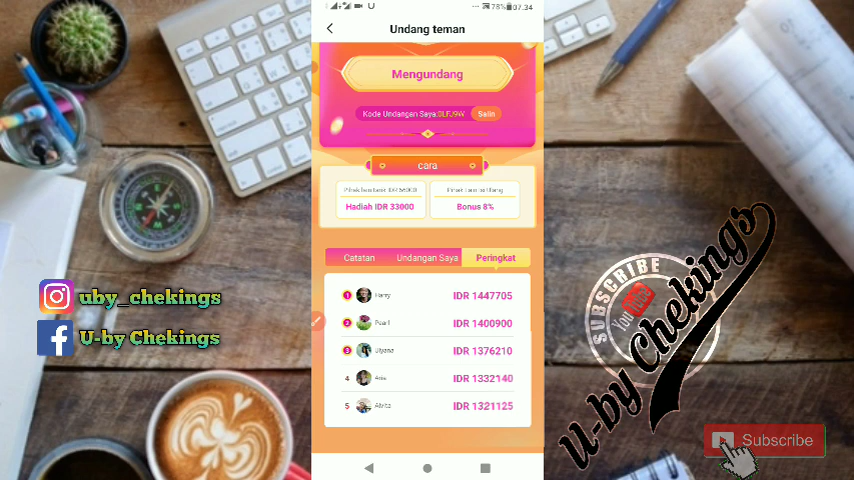 78% 07.34
Undang teman
Mengundang
Kode Undangan Saya:
Salin
cara
Hadiah IDR 33000
Bonus 8%
Catatan
Undangan Saya
Peringkat
1 Harry IDR 1447705
2 Pearl IDR 1400900
3 IDR 1376210
4 IDR 1332140
5 IDR 1321125
uby_chekings
U-by Chekings
SUBSCRIBE
YouTube
U-by Chekings
Subscribe